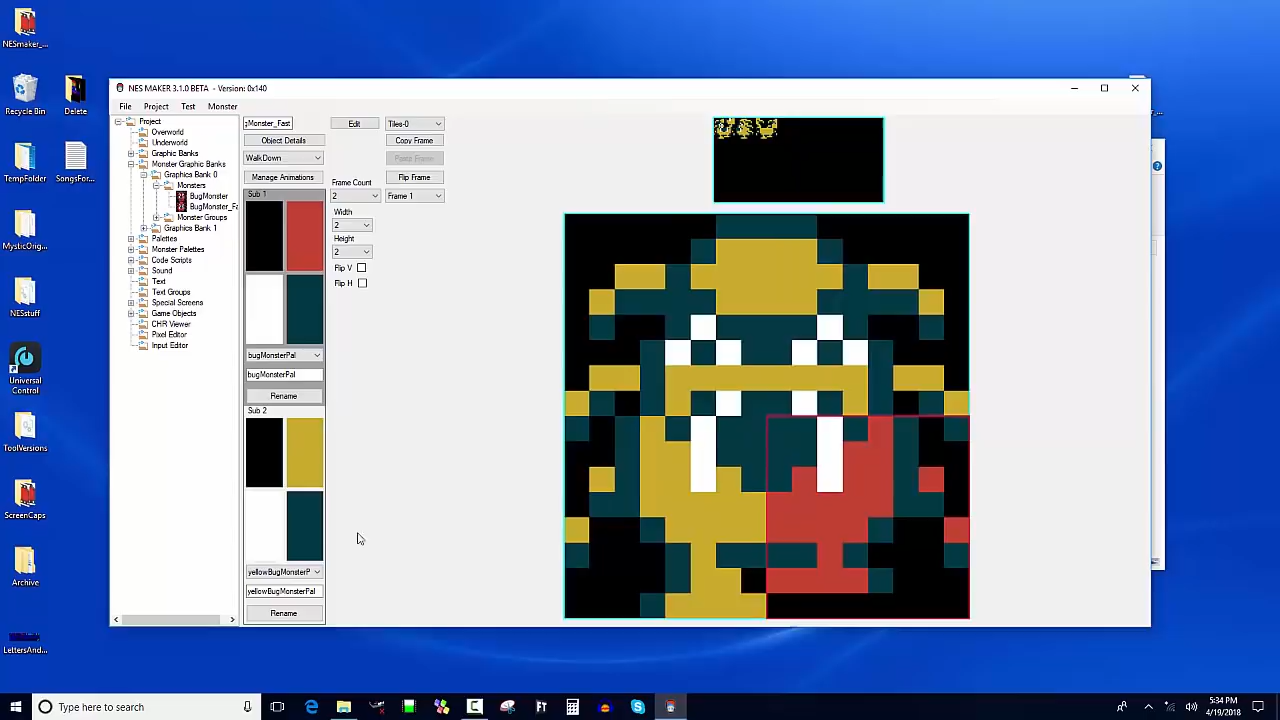 NESmaker_...
Recycle Bin
Delete
TempFolder
SongsFor...
MysticOrig...
NESstuff
Universal
Control
ToolVersions
ScreenCaps
Archive
LettersAnd...
NES MAKER 3.1.0 BETA - Version: 0x140
File Project Test Monster
Project
Overworld
Underworld
Graphic Banks
Monster Graphic Banks
Graphics Bank 0
Monsters
BugMonster
BugMonster_Fa
Monster Groups
Graphics Bank 1
Palettes
Monster Palettes
Code Scripts
Sound
Text
Text Groups
Special Screens
Game Objects
CHR Viewer
Pixel Editor
Input Editor
Monster_Fast
Object Details
WalkDown
Manage Animations
Sub 1
bugMonsterPal
bugMonsterPal
Rename
Sub 2
yellowBugMonsterP
yellowBugMonsterPal
Rename
Edit
Tiles-0
Copy Frame
Paste Frame
Flip Frame
Frame Count
2
Frame 1
Width
2
Height
2
Flip V
Flip H
Type here to search
5:34 PM
4/19/2018